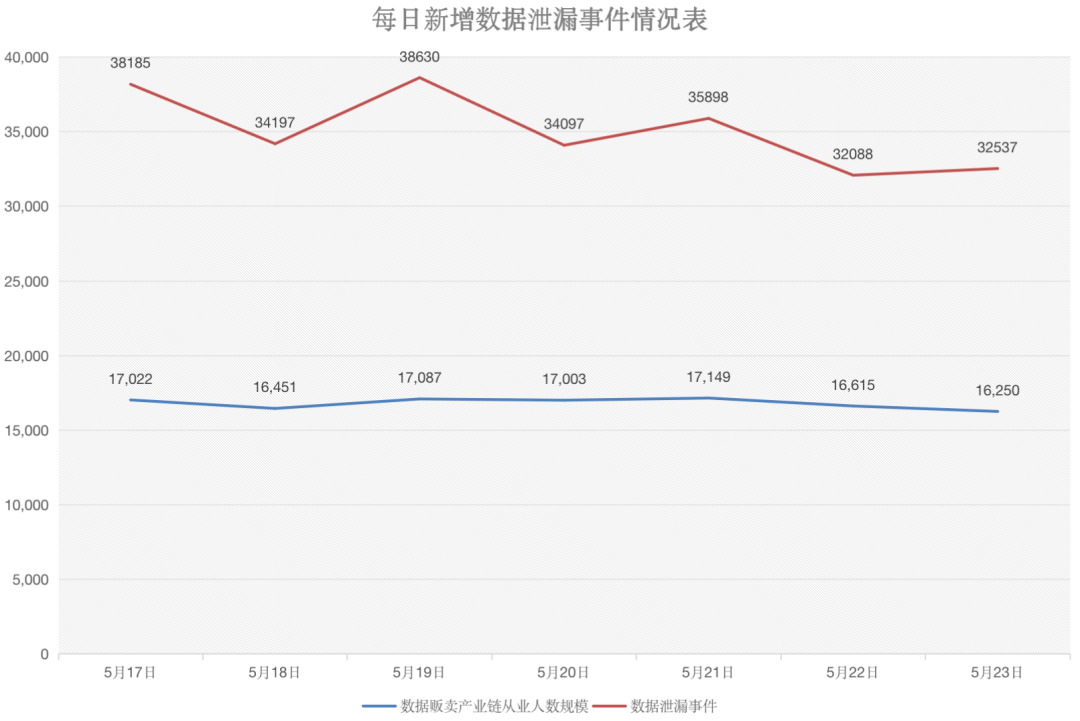 每日新增数据泄漏事件情况表
40,000
35,000
30,000
25,000
20,000
15,000
10,000
5,000
0
38185
34197
38630
34097
35898
32088
32537
17,022
16,451
17,087
17,003
17,149
16,615
16,250
5月17日
5月18日
5月19日
5月20日
5月21日
5月22日
5月23日
数据贩卖产业链从业人数规模
数据泄漏事件